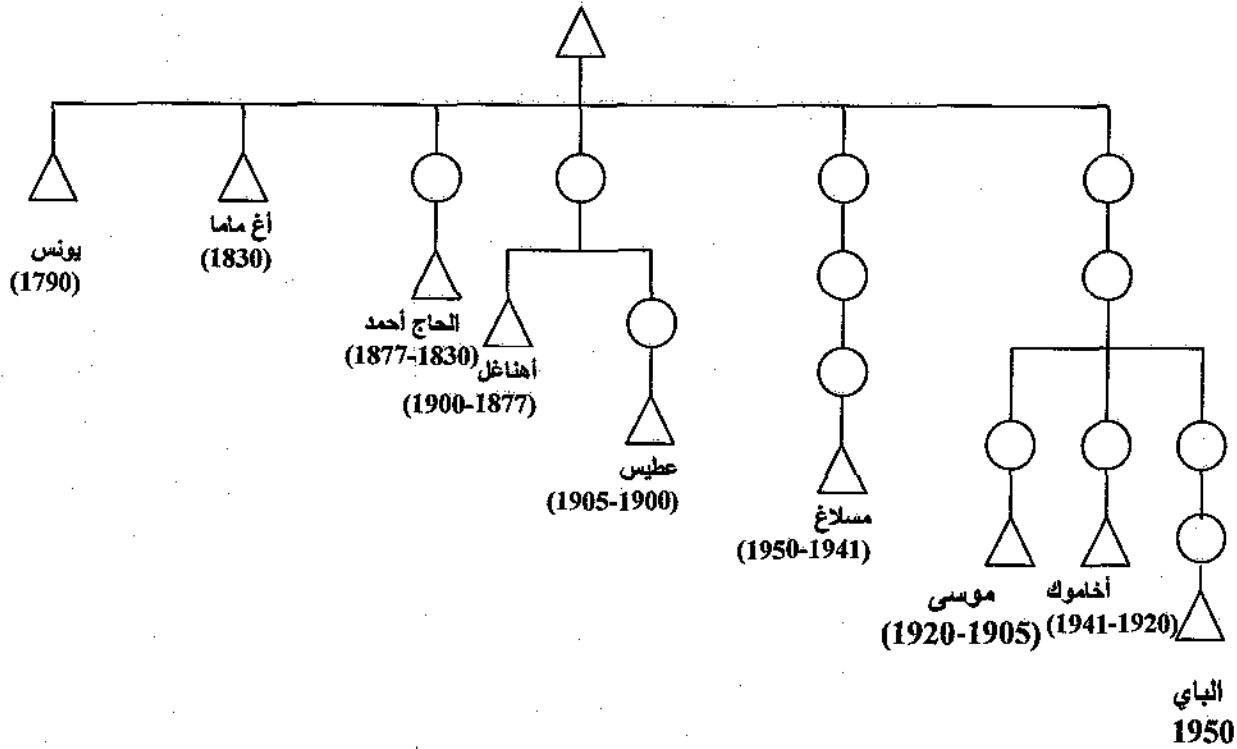 يونس
(1790)
أغ ماما
(1830)
الحاج أحمد
(1877-1830)
أهناغل
(1900-1877)
عطيس
(1905-1900)
مسلاغ
(1950-1941)
موسى
(1920-1905)
أخاموك
(1941-1920)
الباي
1950